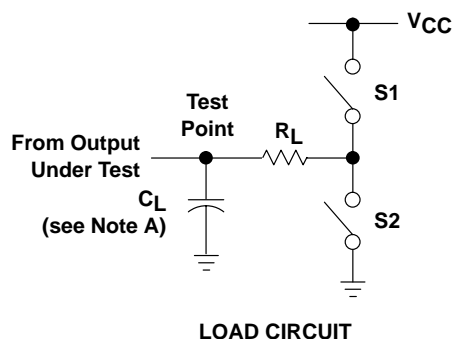 VCC
S1
Test
Point
RL
From Output
Under Test
CL
(see Note A)
S2
LOAD CIRCUIT